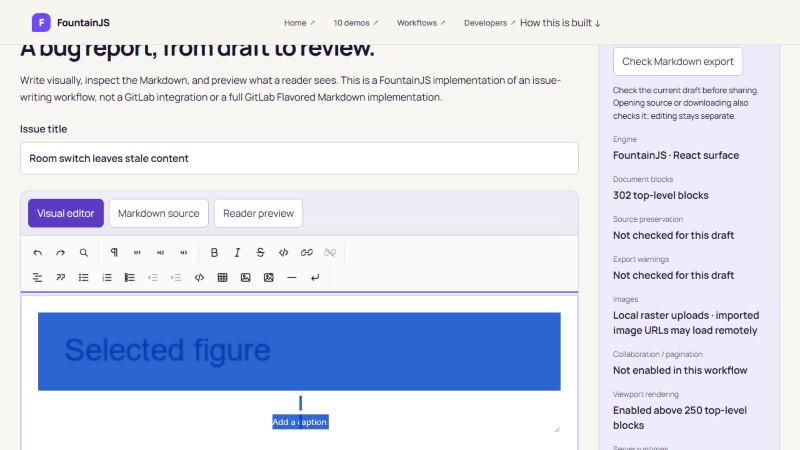 F FountainJS
Home ↗ 10 demos ↗ Workflows ↗ Developers ↗ How this is built ↓
A bug report, from draft to review.
Write visually, inspect the Markdown, and preview what a reader sees. This is a FountainJS implementation of an issue-
writing workflow, not a GitLab integration or a full GitLab Flavored Markdown implementation.
Issue title
Room switch leaves stale content
Visual editor Markdown source Reader preview
H1 H2 H3 B I S
Selected figure
Add a caption
Check Markdown export
Check the current draft before sharing.
Opening source or downloading also
checks it; editing stays separate.
Engine
FountainJS · React surface
Document blocks
302 top-level blocks
Source preservation
Not checked for this draft
Export warnings
Not checked for this draft
Images
Local raster uploads · imported
image URLs may load remotely
Collaboration / pagination
Not enabled in this workflow
Viewport rendering
Enabled above 250 top-level
blocks
Server runtimes